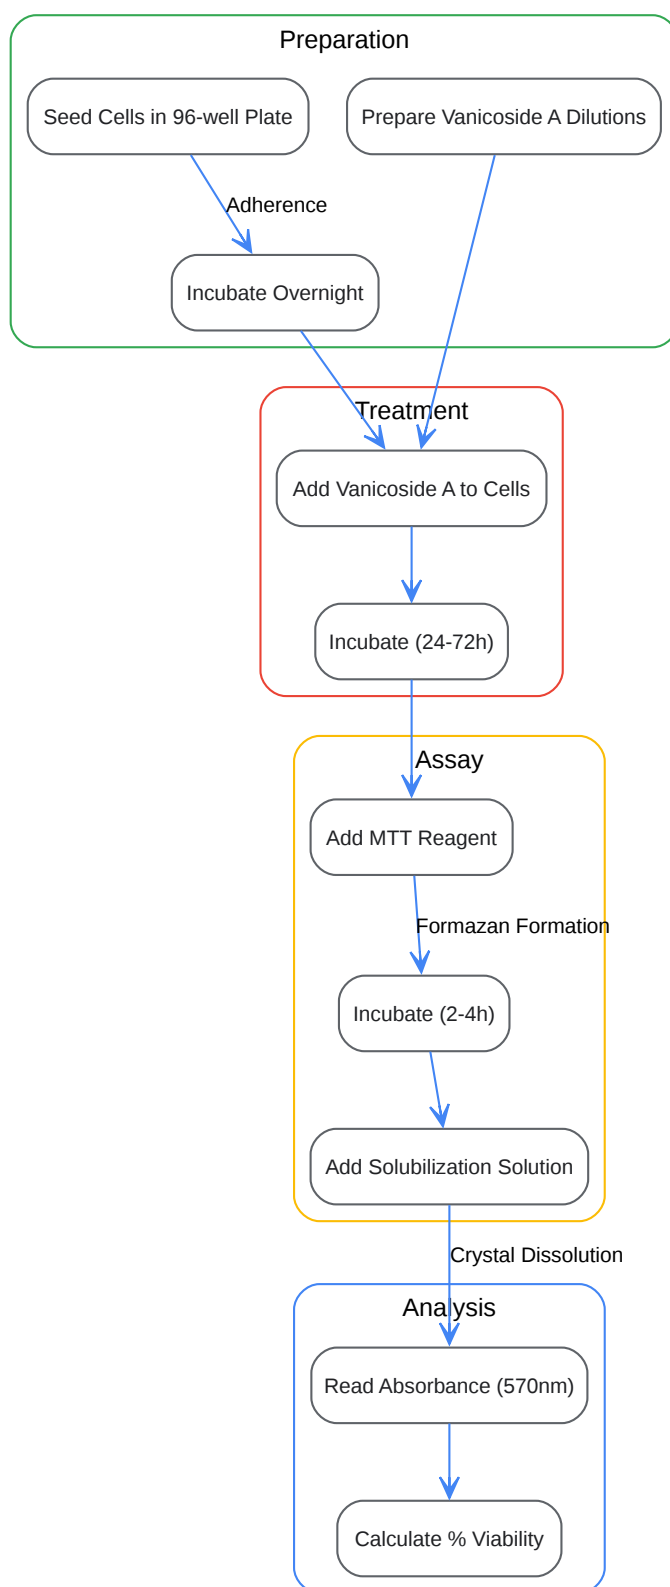 Preparation
Seed Cells in 96-well Plate
Prepare Vanicoside A Dilutions
Adherence
Incubate Overnight
Treatment
Add Vanicoside A to Cells
Incubate (24-72h)
Assay
Add MTT Reagent
Formazan Formation
Incubate (2-4h)
Add Solubilization Solution
Crystal Dissolution
Analysis
Read Absorbance (570nm)
Calculate % Viability